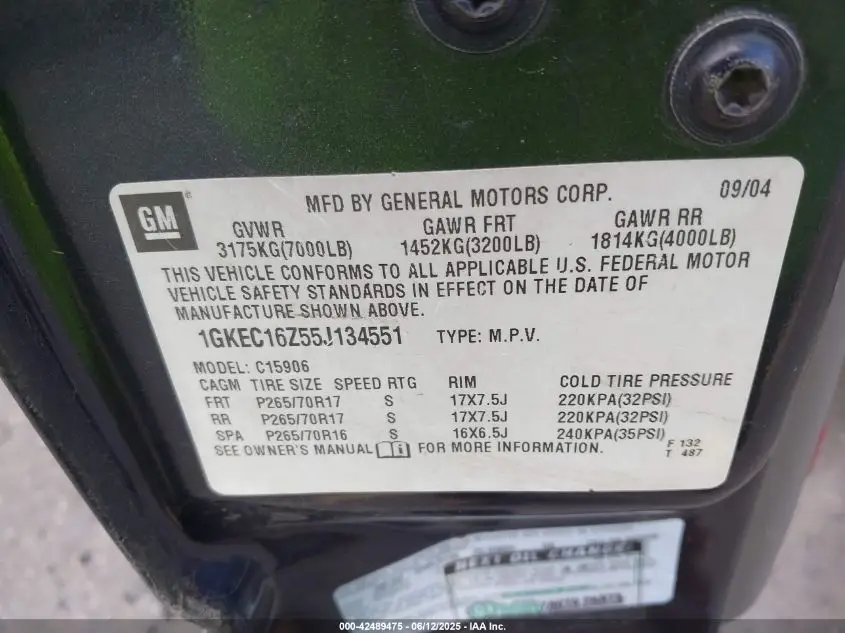 GM
MFD BY GENERAL MOTORS CORP. 09/04
GVWR GAWR FRT GAWR RR
3175KG(7000LB) 1452KG(3200LB) 1814KG(4000LB)
THIS VEHICLE CONFORMS TO ALL APPLICABLE U.S. FEDERAL MOTOR
VEHICLE SAFETY STANDARDS IN EFFECT ON THE DATE OF
MANUFACTURE SHOWN ABOVE.
1GKEC16Z55J134551 TYPE: M.P.V.
MODEL: C15906
CAGM TIRE SIZE SPEED RTG RIM COLD TIRE PRESSURE
FRT P265/70R17 S 17X7.5J 220KPA(32PSI)
RR P265/70R17 S 17X7.5J 220KPA(32PSI)
SPA P265/70R16 S 16X6.5J 240KPA(35PSI)
SEE OWNER'S MANUAL FOR MORE INFORMATION.
F 132
T 487
NEXT OIL CHANGE
000-42489475 - 06/12/2025 - IAA Inc.